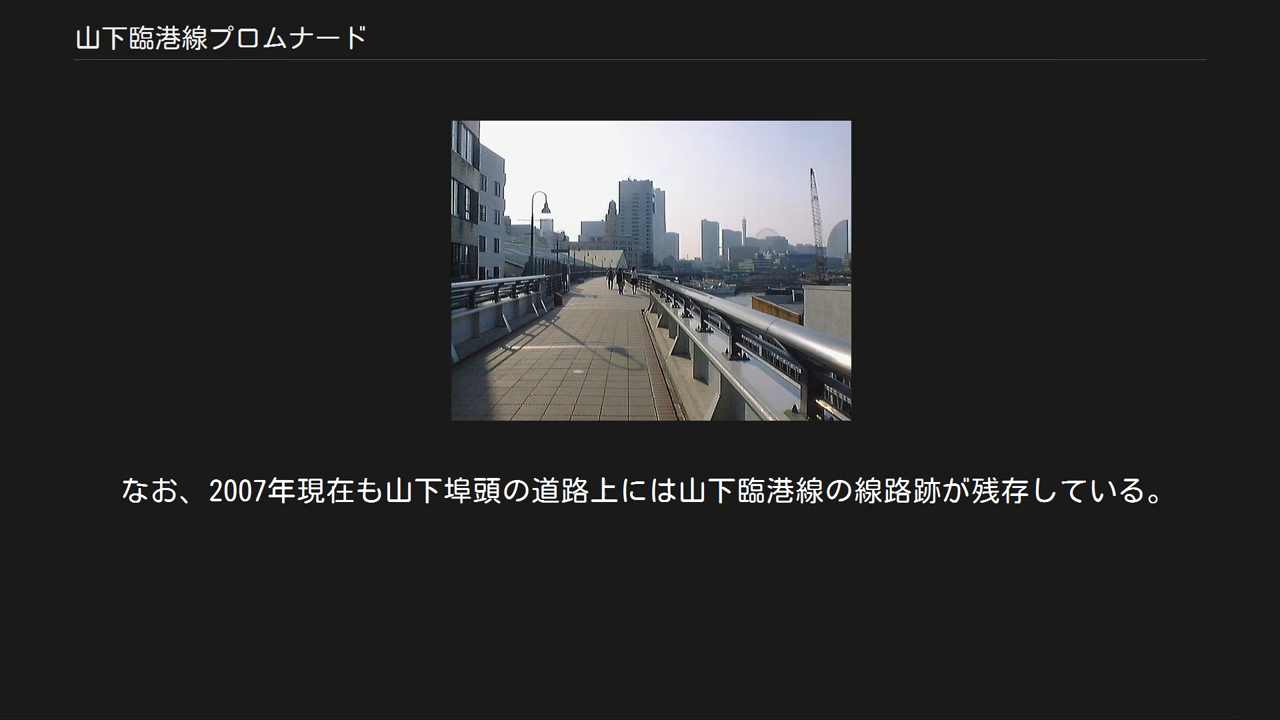 山下臨港線プロムナード
なお、2007年現在も山下埠頭の道路上には山下臨港線の線路跡が残存している。